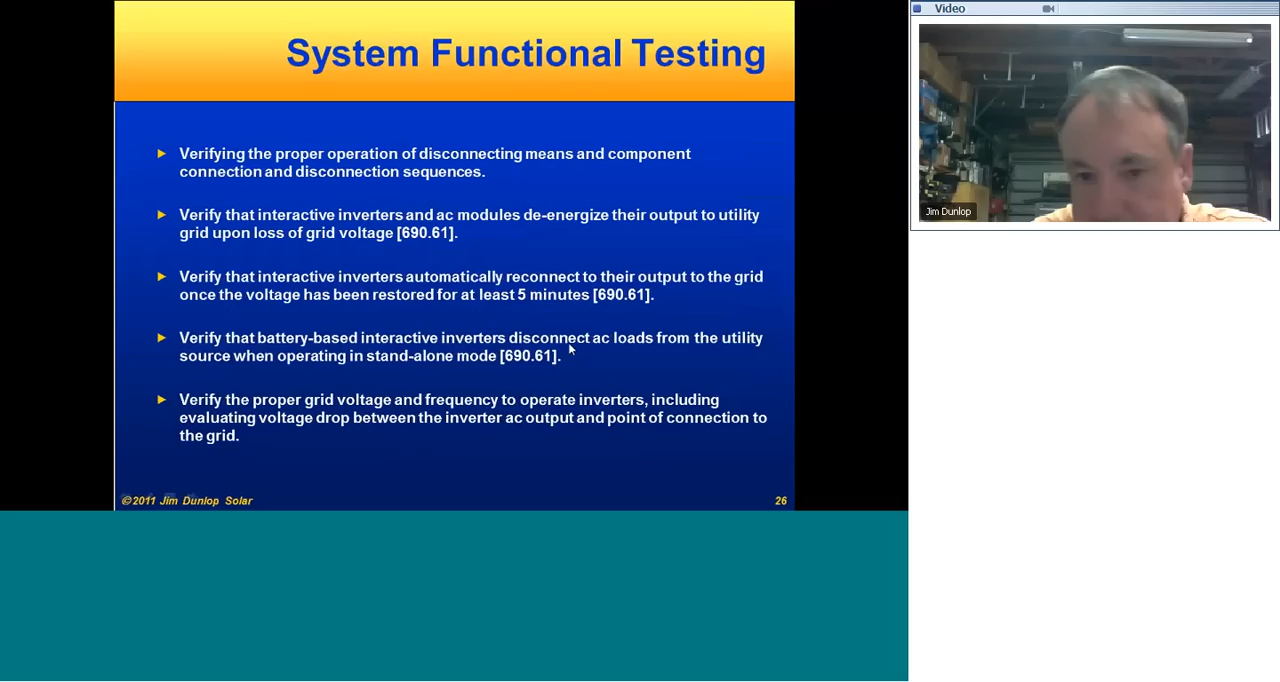 System Functional Testing
► Verifying the proper operation of disconnecting means and component
connection and disconnection sequences.
► Verify that interactive inverters and ac modules de-energize their output to utility
grid upon loss of grid voltage [690.61].
► Verify that interactive inverters automatically reconnect to their output to the grid
once the voltage has been restored for at least 5 minutes [690.61].
► Verify that battery-based interactive inverters disconnect ac loads from the utility
source when operating in stand-alone mode [690.61].
► Verify the proper grid voltage and frequency to operate inverters, including
evaluating voltage drop between the inverter ac output and point of connection to
the grid.
©2011 Jim Dunlop Solar
26
Video
Jim Dunlop